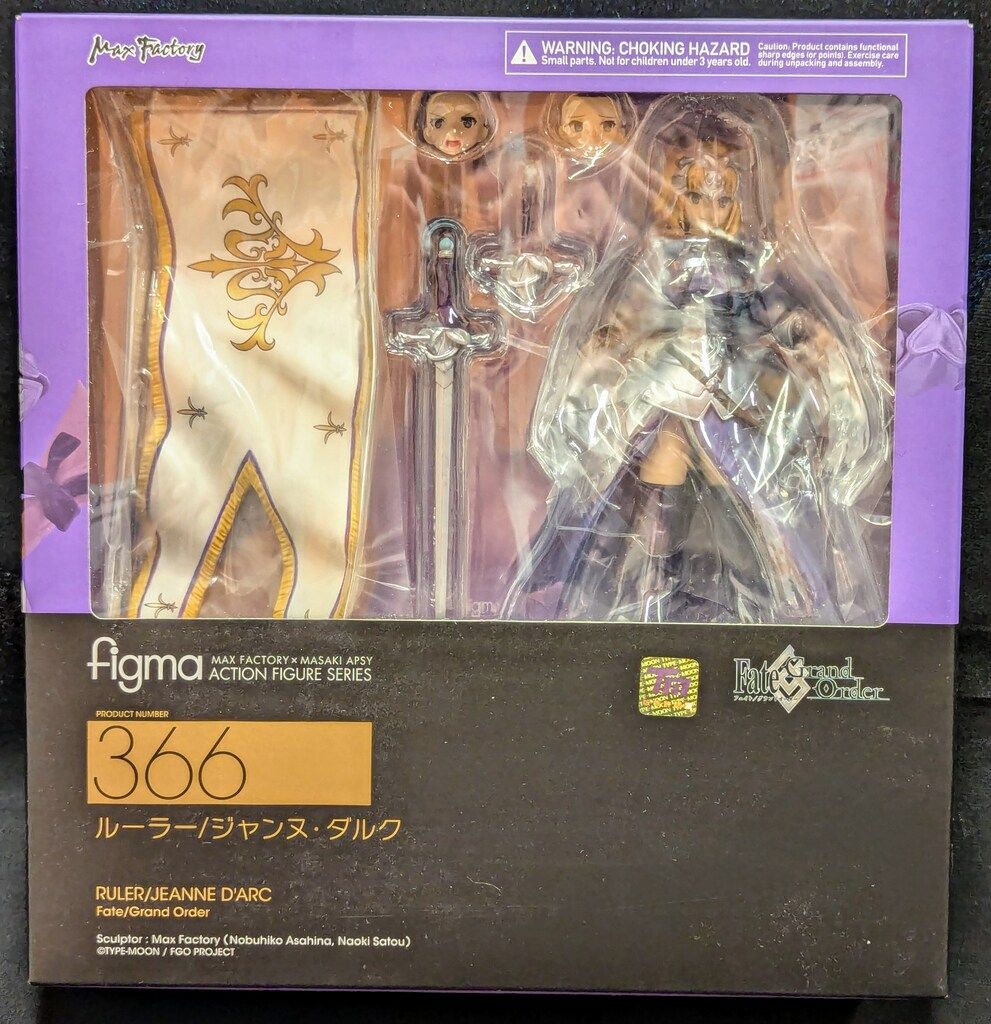 Max Factory
WARNING: CHOKING HAZARD
Small parts. Not for children under 3 years old.
Caution: Product contains functional
sharp edges (or points). Exercise care
during unpacking and assembly.
figma
MAX FACTORY × MASAKI APSY
ACTION FIGURE SERIES
Fate/Grand Order
PRODUCT NUMBER
366
ルーラー/ジャンヌ・ダルク
RULER/JEANNE D'ARC
Fate/Grand Order
Sculptor : Max Factory (Nobuhiko Asahina, Naoki Satou)
©TYPE-MOON / FGO PROJECT